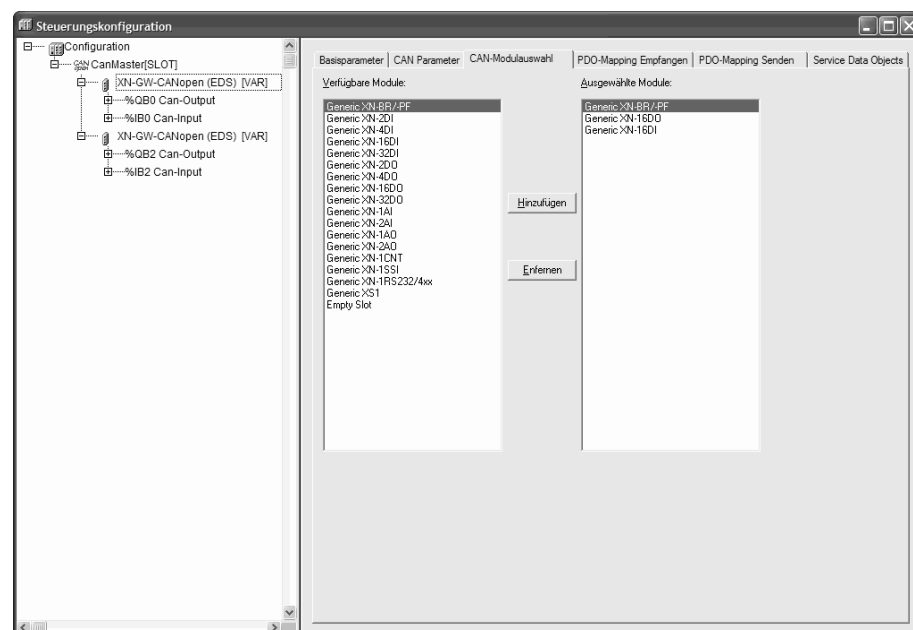 Steuerungskonfiguration
Configuration
CanMaster[SLOT]
XN-GW-CANopen (EDS) [VAR]
%QB0 Can-Output
%IB0 Can-Input
XN-GW-CANopen (EDS) [VAR]
%QB2 Can-Output
%IB2 Can-Input
Basisparameter
CAN Parameter
CAN-Modulauswahl
PDO-Mapping Empfangen
PDO-Mapping Senden
Service Data Objects
Verfügbare Module:
Generic XN-BR/-PF
Generic XN-2DI
Generic XN-4DI
Generic XN-16DI
Generic XN-32DI
Generic XN-2DO
Generic XN-4DO
Generic XN-16DO
Generic XN-32DO
Generic XN-1AI
Generic XN-2AI
Generic XN-1AO
Generic XN-2AO
Generic XN-1CNT
Generic XN-1SSI
Generic XN-1RS232/4xx
Generic XS1
Empty Slot
Hinzufügen
Enfernen
Ausgewählte Module:
Generic XN-BR/-PF
Generic XN-16DO
Generic XN-16DI